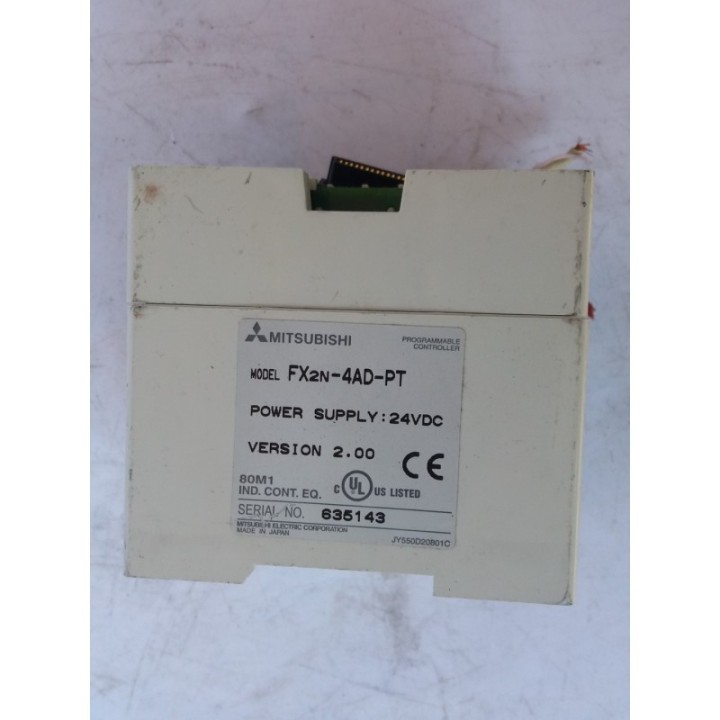 MITSUBISHI
PROGRAMMABLE
CONTROLLER
MODEL FX2N-4AD-PT
POWER SUPPLY:24VDC
VERSION 2.00
CE
80M1
IND. CONT. EQ.
C UL US LISTED
SERIAL NO. 635143
MITSUBISHI ELECTRIC CORPORATION
MADE IN JAPAN
JY550D20801C